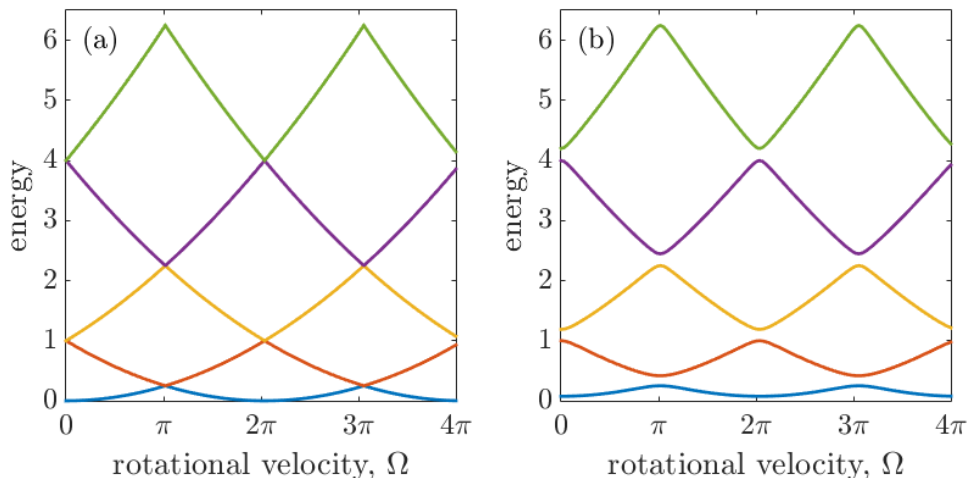 (a)
energy
6
5
4
3
2
1
0
0 π 2π 3π 4π
rotational velocity, Ω
(b)
energy
6
5
4
3
2
1
0
0 π 2π 3π 4π
rotational velocity, Ω